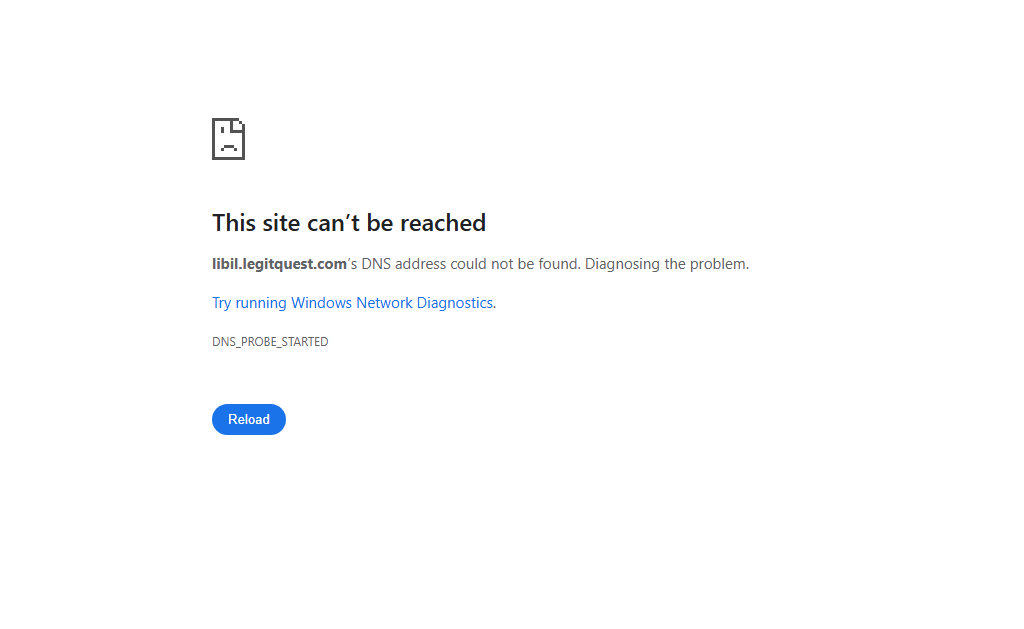 This site can’t be reached
libil.legitquest.com’s DNS address could not be found. Diagnosing the problem.
Try running Windows Network Diagnostics.
DNS_PROBE_STARTED
Reload